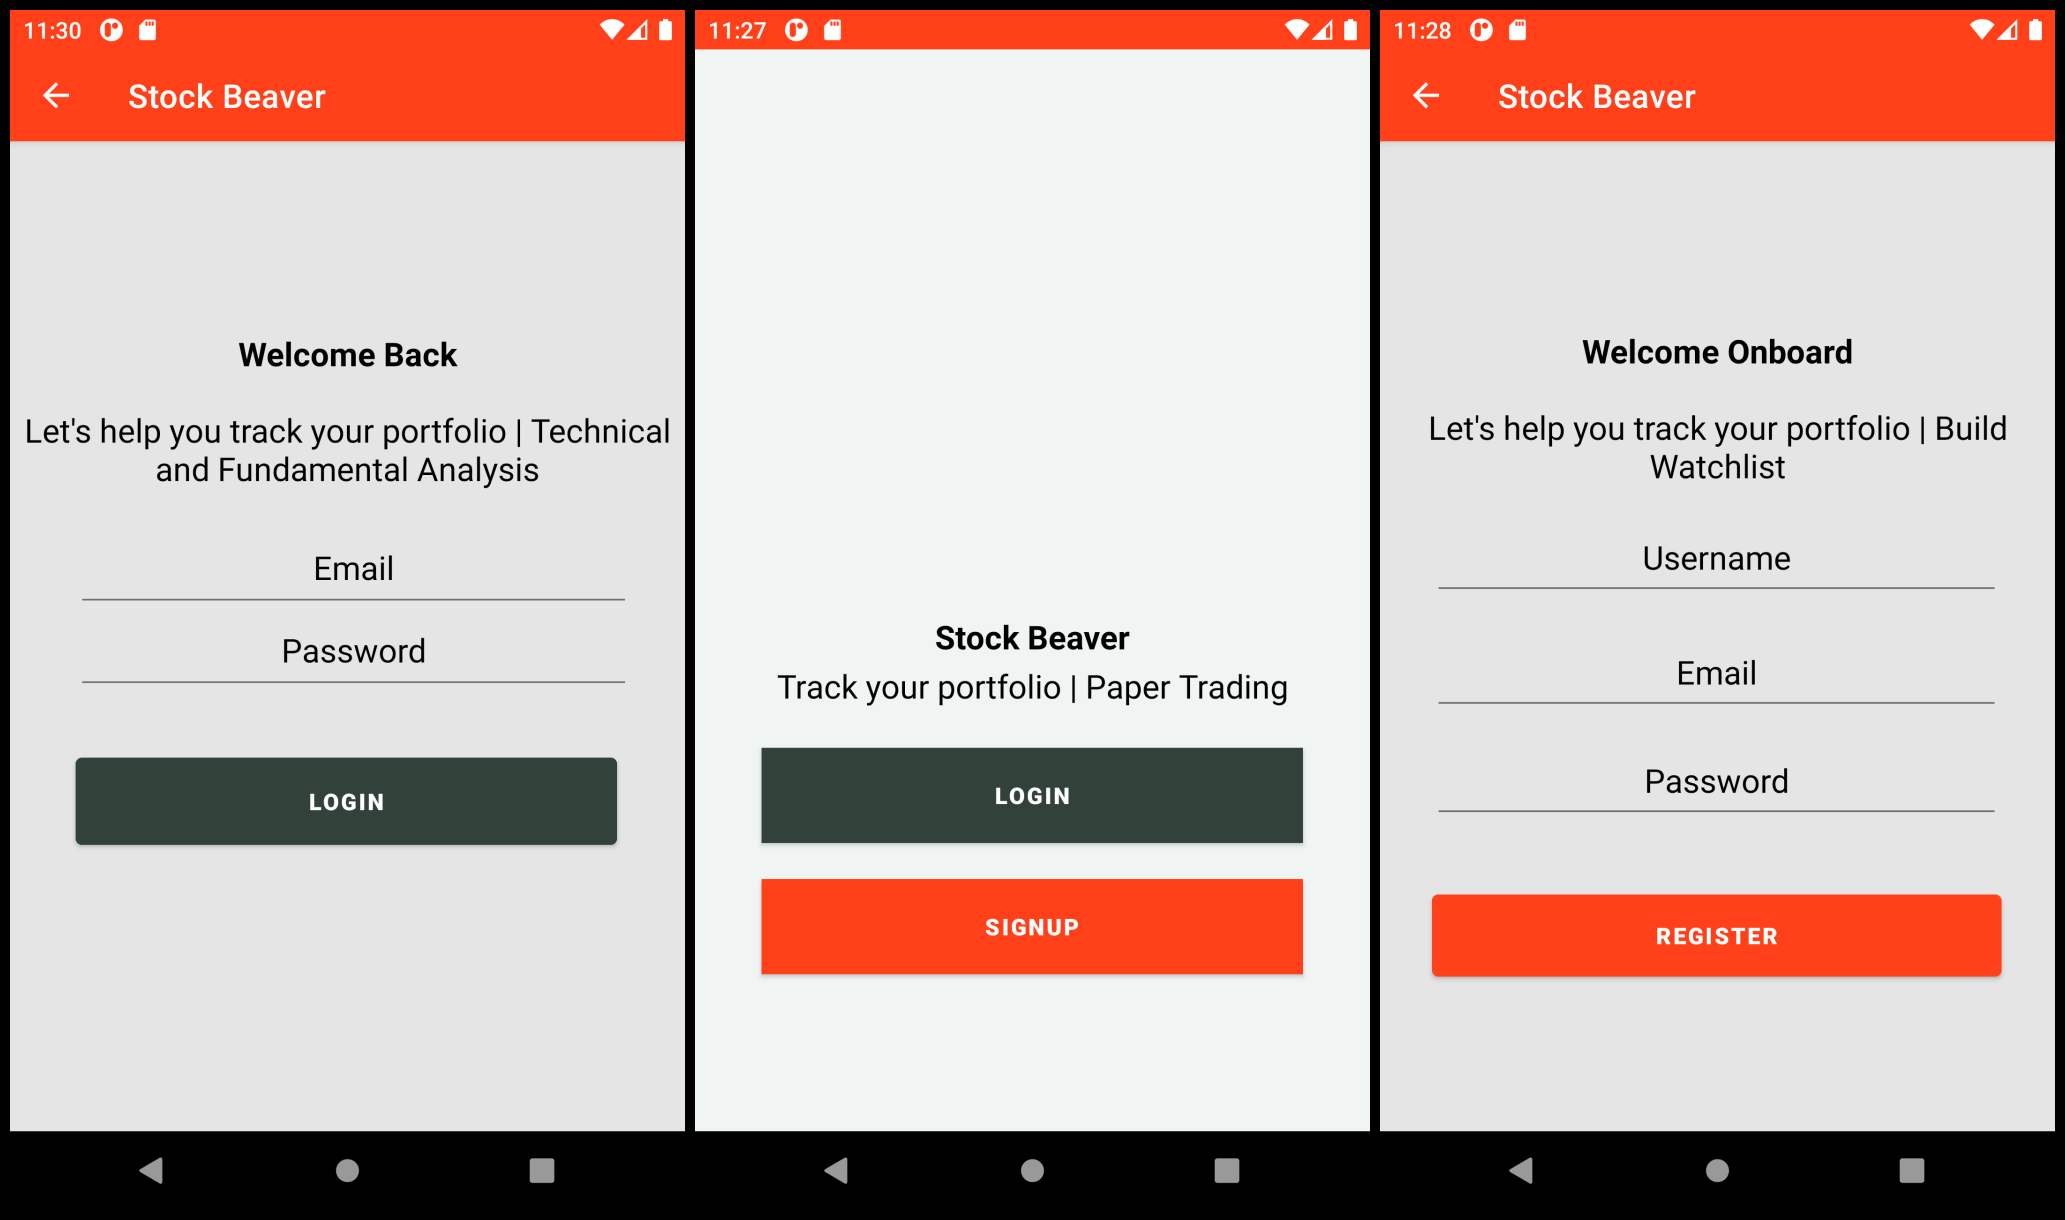 11:30
Stock Beaver
Welcome Back
Let's help you track your portfolio | Technical
and Fundamental Analysis
Email
Password
LOGIN
11:27
Stock Beaver
Track your portfolio | Paper Trading
LOGIN
SIGNUP
11:28
Stock Beaver
Welcome Onboard
Let's help you track your portfolio | Build
Watchlist
Username
Email
Password
REGISTER